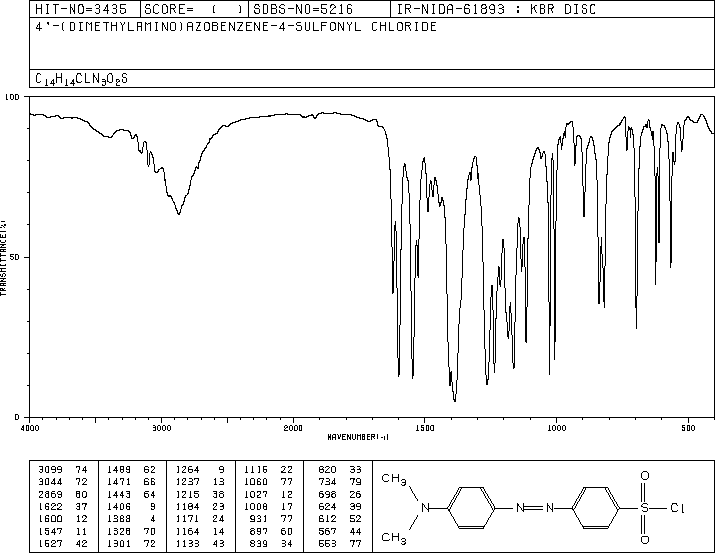 HIT-NO=3435 SCORE= ( ) SDBS-NO=5216 IR-NIDA-61893 : KBR DISC
4'-(DIMETHYLAMINO)AZOBENZENE-4-SULFONYL CHLORIDE
C14H14CLN3O2S
100
50
0
TRANSMITTANCE(%)
4000 3000 2000 1500 1000 500
WAVENUMBER(-1)
3099 74 1489 62 1264 9 1116 22 820 33
3044 72 1471 66 1237 13 1060 77 734 79
2869 60 1443 64 1215 38 1027 12 698 26
1622 37 1406 9 1184 23 1008 17 624 39
1600 12 1388 4 1171 24 931 77 612 52
1547 11 1328 70 1164 14 897 60 567 44
1527 42 1301 72 1133 43 839 34 553 77
CH3
O
N N N S Cl
CH3
O